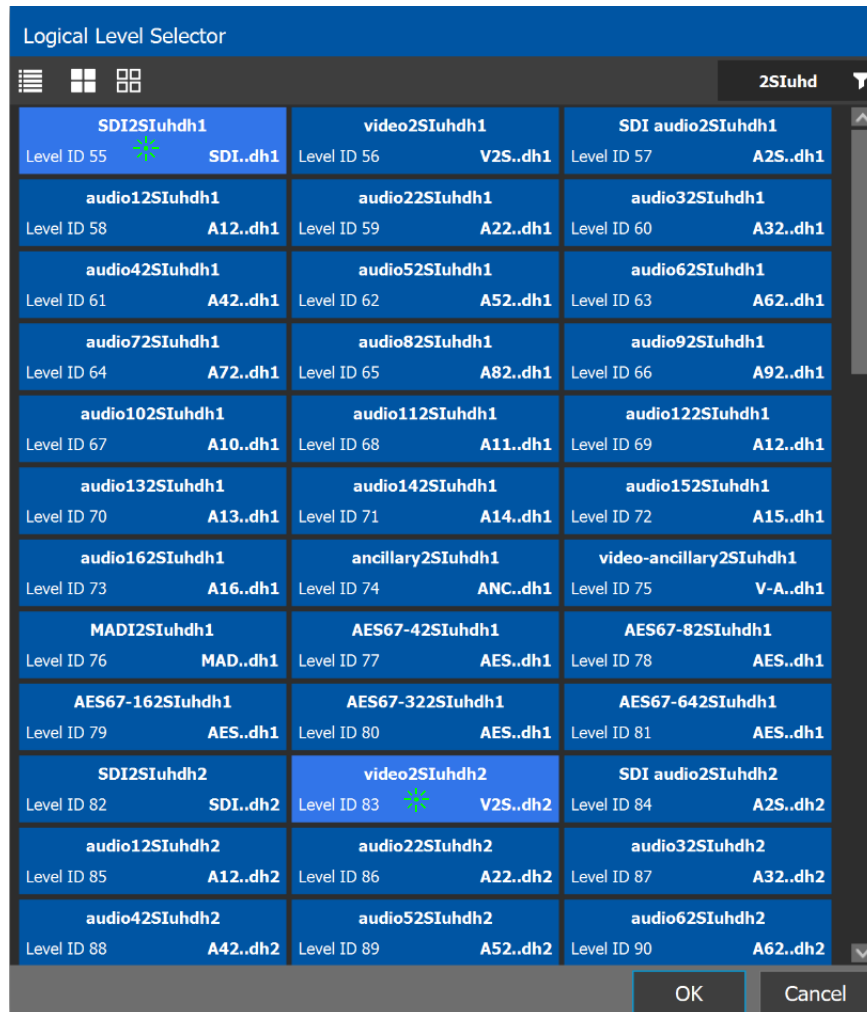 Logical Level Selector
2SIuhd
SDI2SIuhdh1 video2SIuhdh1 SDI audio2SIuhdh1
Level ID 55 SDI..dh1 Level ID 56 V2S..dh1 Level ID 57 A2S..dh1
audio12SIuhdh1 audio22SIuhdh1 audio32SIuhdh1
Level ID 58 A12..dh1 Level ID 59 A22..dh1 Level ID 60 A32..dh1
audio42SIuhdh1 audio52SIuhdh1 audio62SIuhdh1
Level ID 61 A42..dh1 Level ID 62 A52..dh1 Level ID 63 A62..dh1
audio72SIuhdh1 audio82SIuhdh1 audio92SIuhdh1
Level ID 64 A72..dh1 Level ID 65 A82..dh1 Level ID 66 A92..dh1
audio102SIuhdh1 audio112SIuhdh1 audio122SIuhdh1
Level ID 67 A10..dh1 Level ID 68 A11..dh1 Level ID 69 A12..dh1
audio132SIuhdh1 audio142SIuhdh1 audio152SIuhdh1
Level ID 70 A13..dh1 Level ID 71 A14..dh1 Level ID 72 A15..dh1
audio162SIuhdh1 ancillary2SIuhdh1 video-ancillary2SIuhdh1
Level ID 73 A16..dh1 Level ID 74 ANC..dh1 Level ID 75 V-A..dh1
MADI2SIuhdh1 AES67-42SIuhdh1 AES67-82SIuhdh1
Level ID 76 MAD..dh1 Level ID 77 AES..dh1 Level ID 78 AES..dh1
AES67-162SIuhdh1 AES67-322SIuhdh1 AES67-642SIuhdh1
Level ID 79 AES..dh1 Level ID 80 AES..dh1 Level ID 81 AES..dh1
SDI2SIuhdh2 video2SIuhdh2 SDI audio2SIuhdh2
Level ID 82 SDI..dh2 Level ID 83 V2S..dh2 Level ID 84 A2S..dh2
audio12SIuhdh2 audio22SIuhdh2 audio32SIuhdh2
Level ID 85 A12..dh2 Level ID 86 A22..dh2 Level ID 87 A32..dh2
audio42SIuhdh2 audio52SIuhdh2 audio62SIuhdh2
Level ID 88 A42..dh2 Level ID 89 A52..dh2 Level ID 90 A62..dh2
OK Cancel